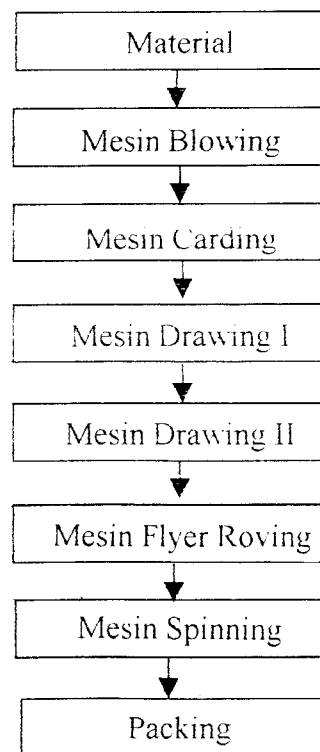 Material
Mesin Blowing
Mesin Carding
Mesin Drawing I
Mesin Drawing II
Mesin Flyer Roving
Mesin Spinning
Packing